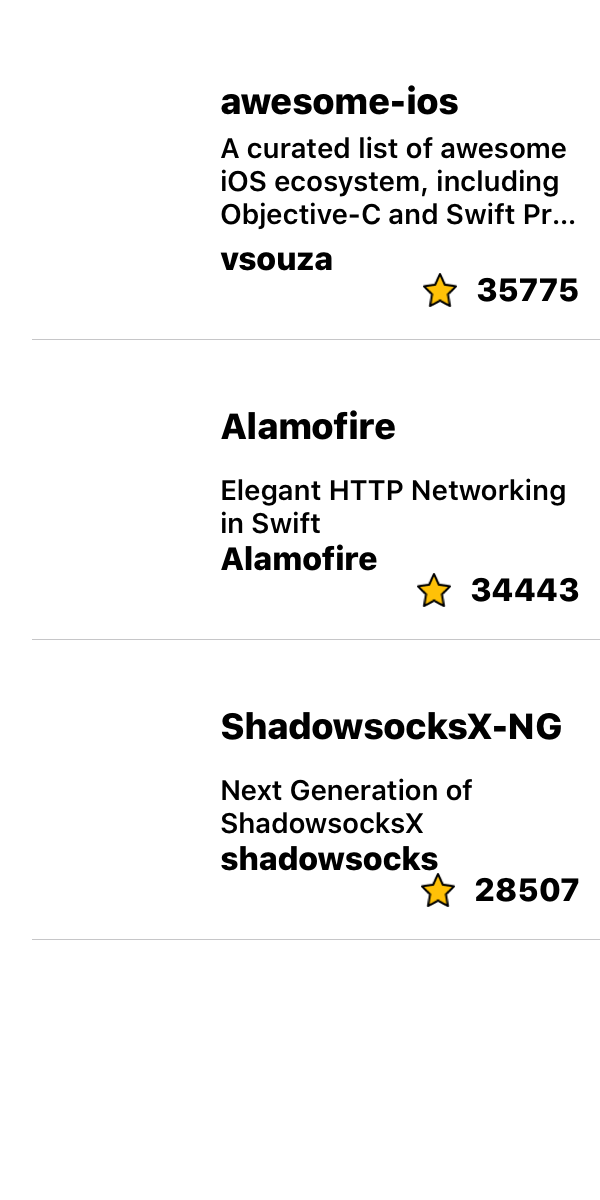 awesome-ios
A curated list of awesome
iOS ecosystem, including
Objective-C and Swift Pr...
vsouza
35775
Alamofire
Elegant HTTP Networking
in Swift
Alamofire
34443
ShadowsocksX-NG
Next Generation of
ShadowsocksX
shadowsocks
28507